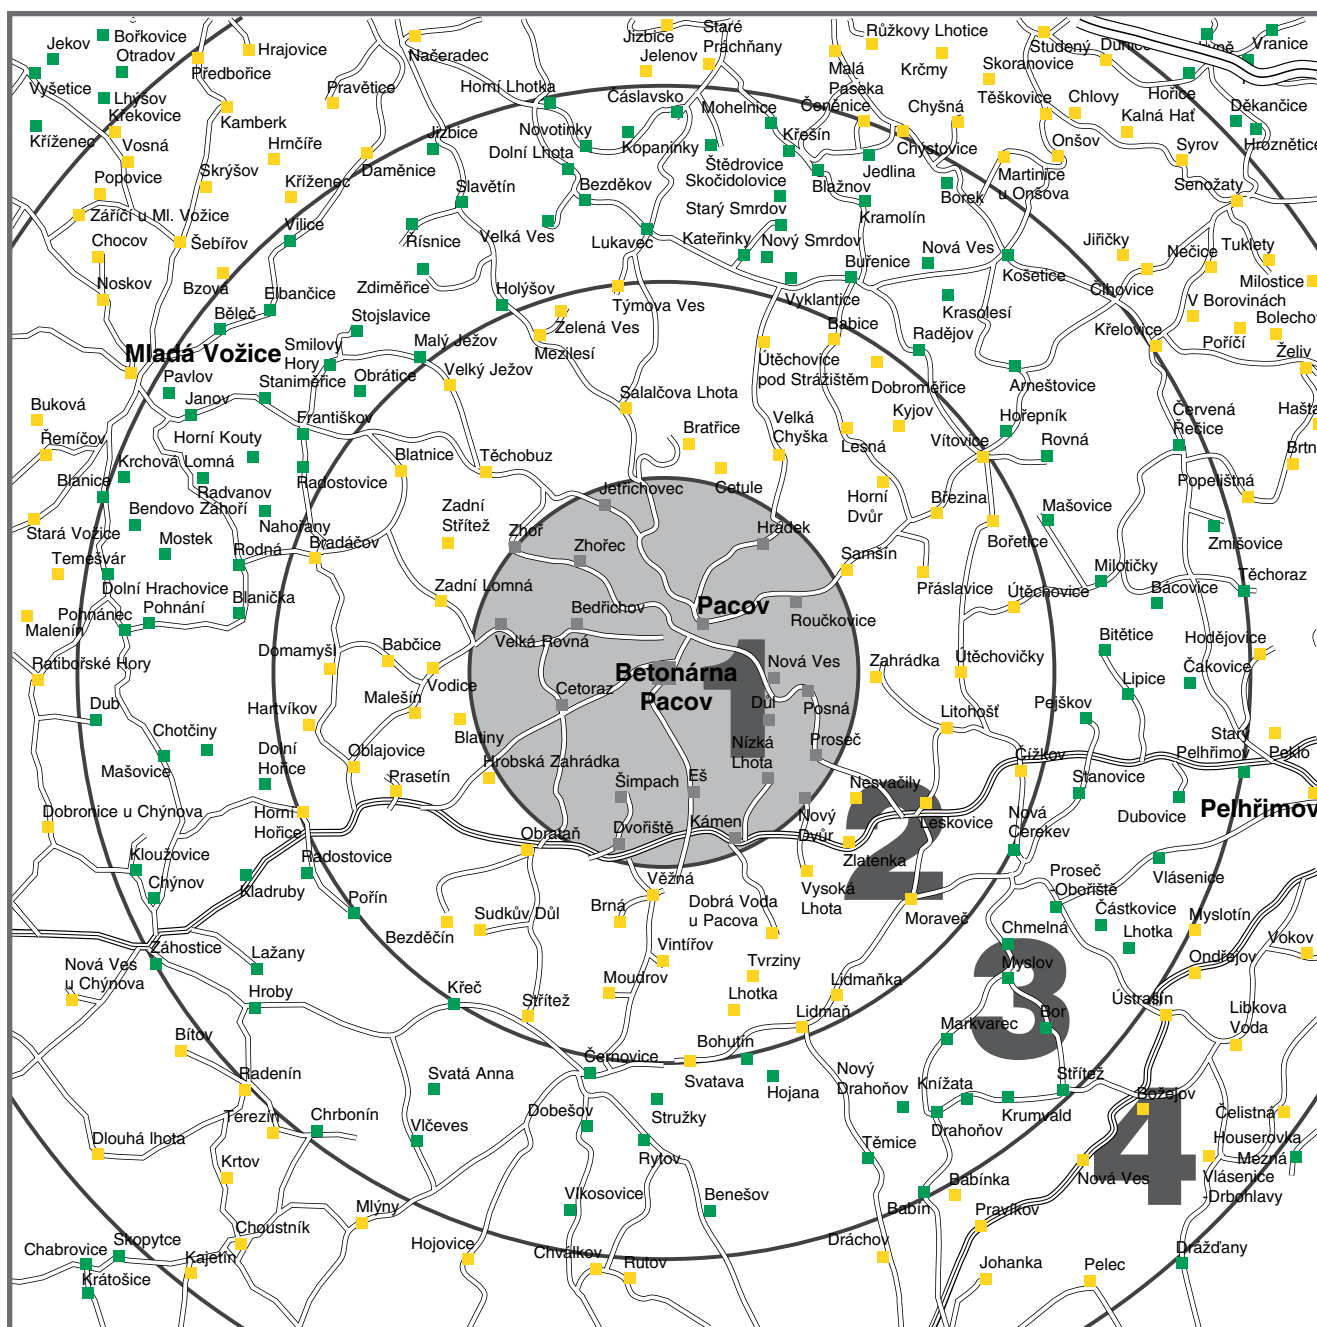 Bořkovice
Jekov
Otradov
Hrajovice
Předbořice
Vyšetice
Lhýsov
Křekovice
Kříženec
Vosná
Popovice
Kamberk
Hrnčíře
Skrýšov
Kříženec
Pravětice
Daměnice
Načeradec
Jizbice
Horní Lhotka
Novotinky
Dolní Lhota
Slavětín
Bezděkov
Čáslavsko
Kopaninky
Jizbice
Jelenov
Staré
Práchňany
Mohelnice
Štědrovice
Skočidolovice
Křešín
Růžkovy Lhotice
Malá
Paseka
Krčmy
Čeněnice
Chyšná
Chýstovice
Jedlina
Blažnov
Studený
Skoranovice
Těškovice
Chlovy
Kalná Hať
Onšov
Martinice
u Onšova
Borek
Syrov
Hořice
Vranice
Děkančice
Hroznětice
Senožaty
Záříčí u Ml. Vožice
Chocov
Šebířov
Noskov
Bzová
Vilice
Elbančice
Běleč
Řísnice
Zdiměřice
Velká Ves
Lukavec
Holýšov
Stojslavice
Starý Smrdov
Kateřinky
Nový Smrdov
Kramolín
Buřenice
Vyklantice
Nová Ves
Košetice
Krasolesí
Jiřičky
Čihovice
Nečice
Tuklety
Milostice
V Borovinách
Poříčí
Bolechov
Křelovice
Želiv
Týmova Ves
Zelená Ves
Mezilesí
Babice
Radějov
Mladá Vožice
Smilovy
Hory
Malý Ježov
Velký Ježov
Pavlov
Janov
Staniměřice
Obrátice
Františkov
Útěchovice
pod Strážištěm
Dobroměřice
Arneštovice
Salačova Lhota
Buková
Řemíčov
Horní Kouty
Krchova Lomná
Blanice
Radvanov
Radostovice
Bendovo Záhoří
Blatnice
Těchobuz
Bratřice
Cetule
Velká
Chyška
Kyjov
Lesná
Vítovice
Hořepník
Rovná
Červená
Řečice
Popelištná
Stará Vožice
Mostek
Nahořany
Zadní
Střítež
Jetřichovec
Zhoř
Zhořec
Hrádek
Horní
Dvůr
Březina
Bořetice
Mašovice
Zmišovice
Temešvár
Rodná
Bradáčov
Samšín
Milotičky
Těchoraz
Dolní Hrachovice
Pohnánec
Pohnání
Blanička
Malenín
Zadní Lomná
Bedřichov
Pacov
Přáslavice
Útěchovice
Bácovice
Velká Rovná
Roučkovice
Bitětice
Hodějovice
Ratibořské Hory
Domamyšl
Babčice
Vodice
Betonárna
Pacov
1
Nová Ves
Zahrádka
Útěchovičky
Lipice
Čakovice
Dub
Chotčiny
Hartvíkov
Malešín
Cetoraz
Důl
Posná
Pejškov
Blatiny
Litohošť
Starý
Pelhřimov
Peklo
Mašovice
Dolní
Hořice
Oblajovice
Prasetín
Hrobská Zahrádka
Nízká
Lhota
Proseč
Čížkov
Stanovice
Dobronice u Chýnova
Horní
Hořice
Šimpach
Eš
Nesvačily
2
Leskovice
Nová
Cerekev
Dubovice
Pelhřimov
Obrataň
Dvořiště
Kámen
Nový
Dvůr
Zlatenka
Klouž̌ovice
Radostovice
Chýnov
Kladruby
Pořín
Věžná
Vysoká
Lhota
Moraveč
Proseč
-Obořiště
Vlásenice
Bezděčín
Sudkův Důl
Brná
Dobrá Voda
u Pacova
Částkovice
Lhotka
Myslotín
Chmelná
3
Myslov
Vokov
Záhostice
Lažany
Nová Ves
u Chýnova
Hroby
Vintířov
Moudrov
Tvrziny
Lhotka
Lidmaňka
Ondřejov
Ústrašín
Libkova
Voda
Křeč
Střítež
Lidmaň
Markvarec
Bor
Bítov
Radenín
Svatá Anna
Černovice
Bohutín
Svatava
Hojana
Nový
Drahoňov
Knížata
Střítež
Krumvald
4
Božejov
Čelistná
Terezín
Chrbonín
Vlčeves
Dobešov
Stružky
Drahoňov
Houserovka
Mezná
Dlouhá lhota
Krtov
Rytov
Těmice
Babínka
Nová Ves
Vlásenice
-Drbohlavy
Choustník
Mlýny
Vlkosovice
Benešov
Babín
Pravíkov
Chabrovice
Skopytce
Kajetín
Krátošice
Hojovice
Chválkov
Rutov
Dráchov
Johanka
Pelec
Drážďany